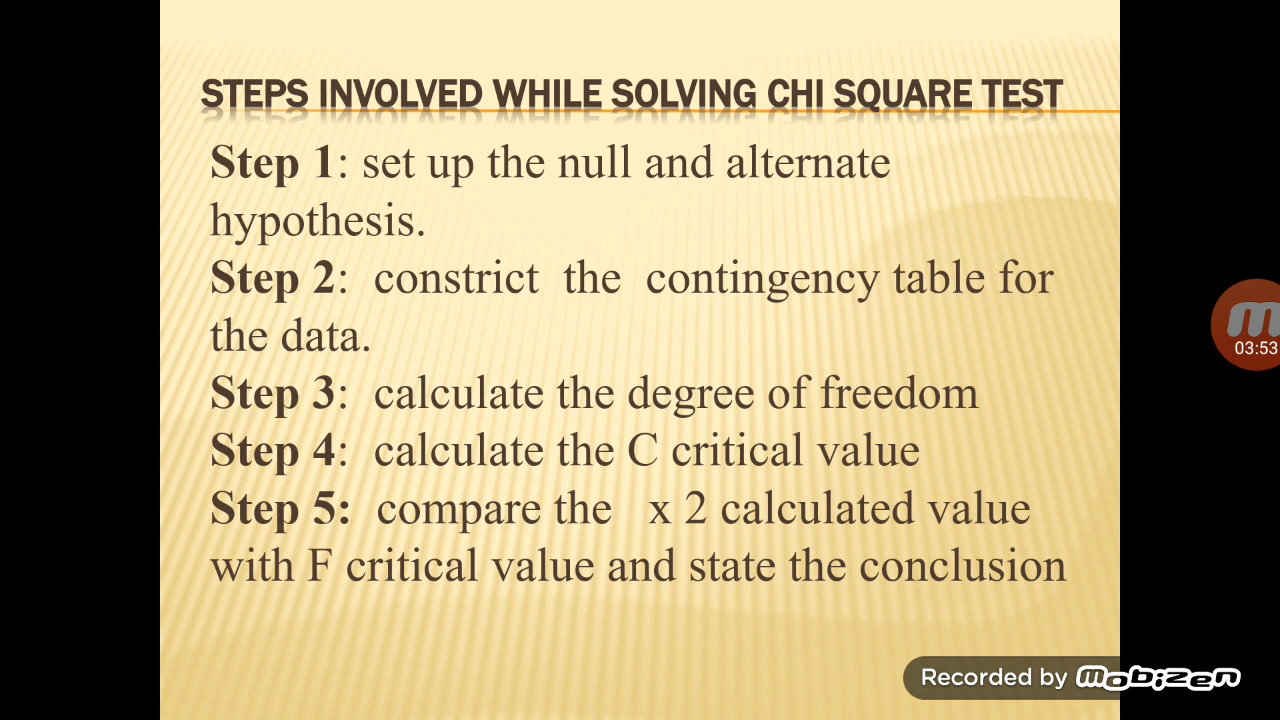 STEPS INVOLVED WHILE SOLVING CHI SQUARE TEST
Step 1: set up the null and alternate
hypothesis.
Step 2: constrict the contingency table for
the data.
Step 3: calculate the degree of freedom
Step 4: calculate the C critical value
Step 5: compare the x 2 calculated value
with F critical value and state the conclusion
03:53
Recorded by mobizen